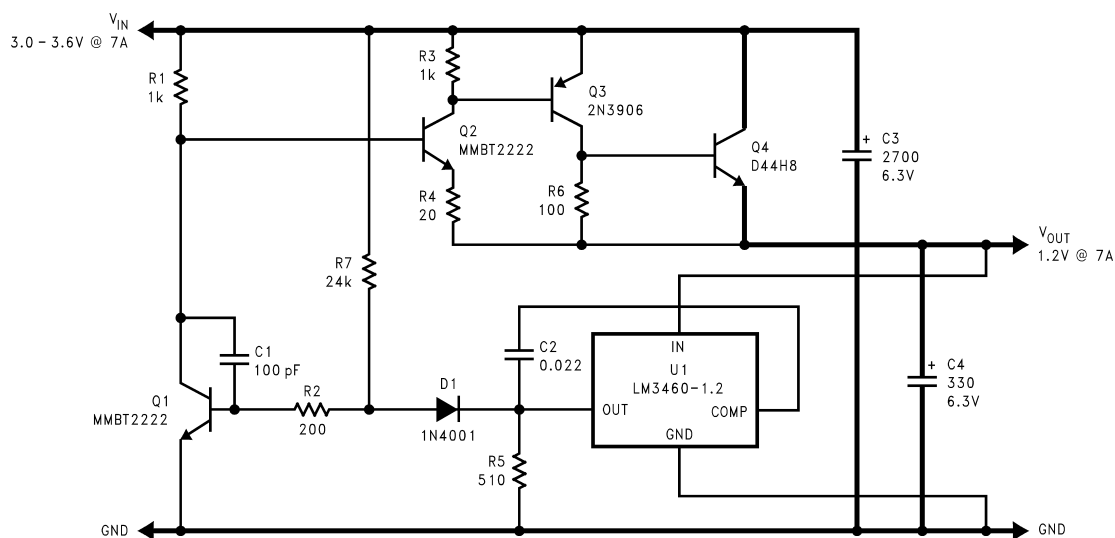 V_IN
3.0 – 3.6V @ 7A
R1
1k
R3
1k
Q3
2N3906
Q2
MMBT2222
Q4
D44H8
C3
+
2700
6.3V
R4
20
R6
100
V_OUT
1.2V @ 7A
R7
24k
C2
0.022
IN
U1
LM3460-1.2
OUT
COMP
GND
C1
100 pF
C4
+
330
6.3V
Q1
MMBT2222
R2
200
D1
1N4001
R5
510
GND
GND